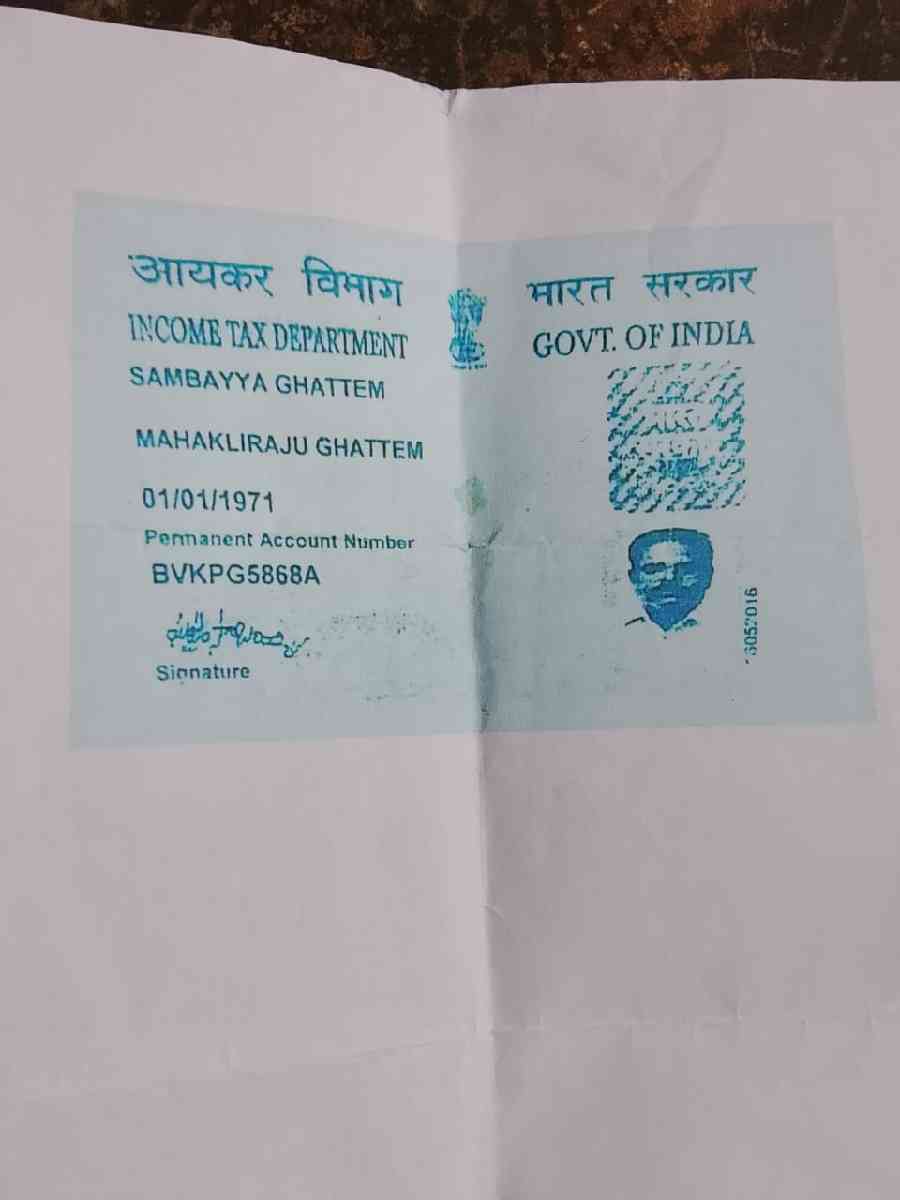 आयकर विभाग
INCOME TAX DEPARTMENT
भारत सरकार
GOVT. OF INDIA
SAMBAYYA GHATTEM
MAHAKLIRAJU GHATTEM
01/01/1971
Permanent Account Number
BVKPG5868A
Signature